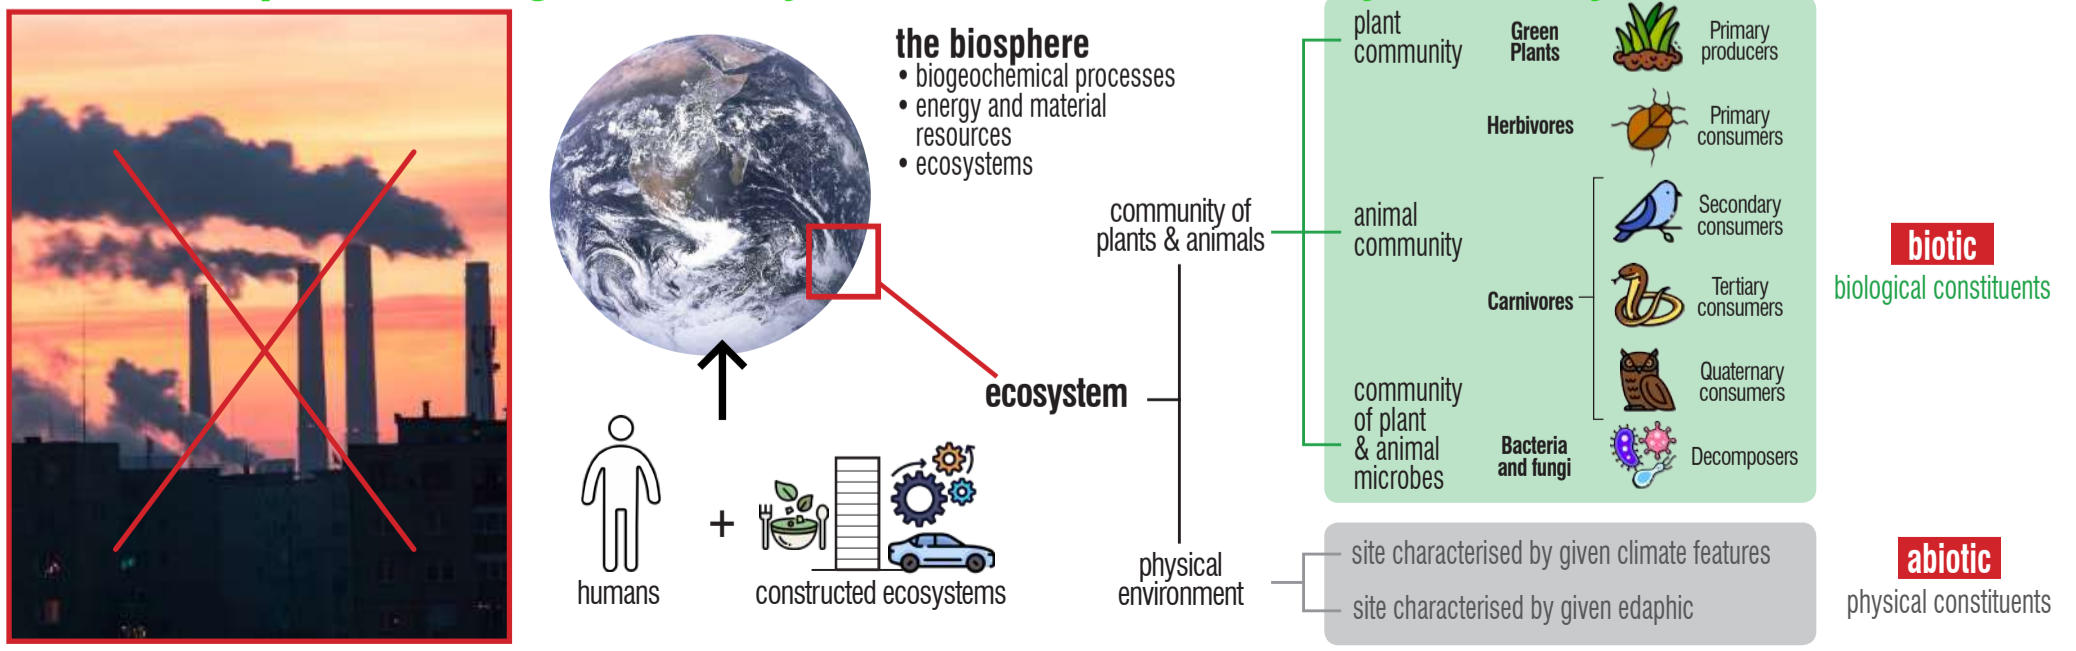 the biosphere
• biogeochemical processes
• energy and material
resources
• ecosystems
humans
+
constructed ecosystems
ecosystem
community of
plants & animals
physical
environment
plant
community
Green
Plants
Primary
producers
Herbivores
Primary
consumers
animal
community
Secondary
consumers
Carnivores
Tertiary
consumers
Quaternary
consumers
community
of plant
& animal
microbes
Bacteria
and fungi
Decomposers
biotic
biological constituents
site characterised by given climate features
site characterised by given edaphic
abiotic
physical constituents